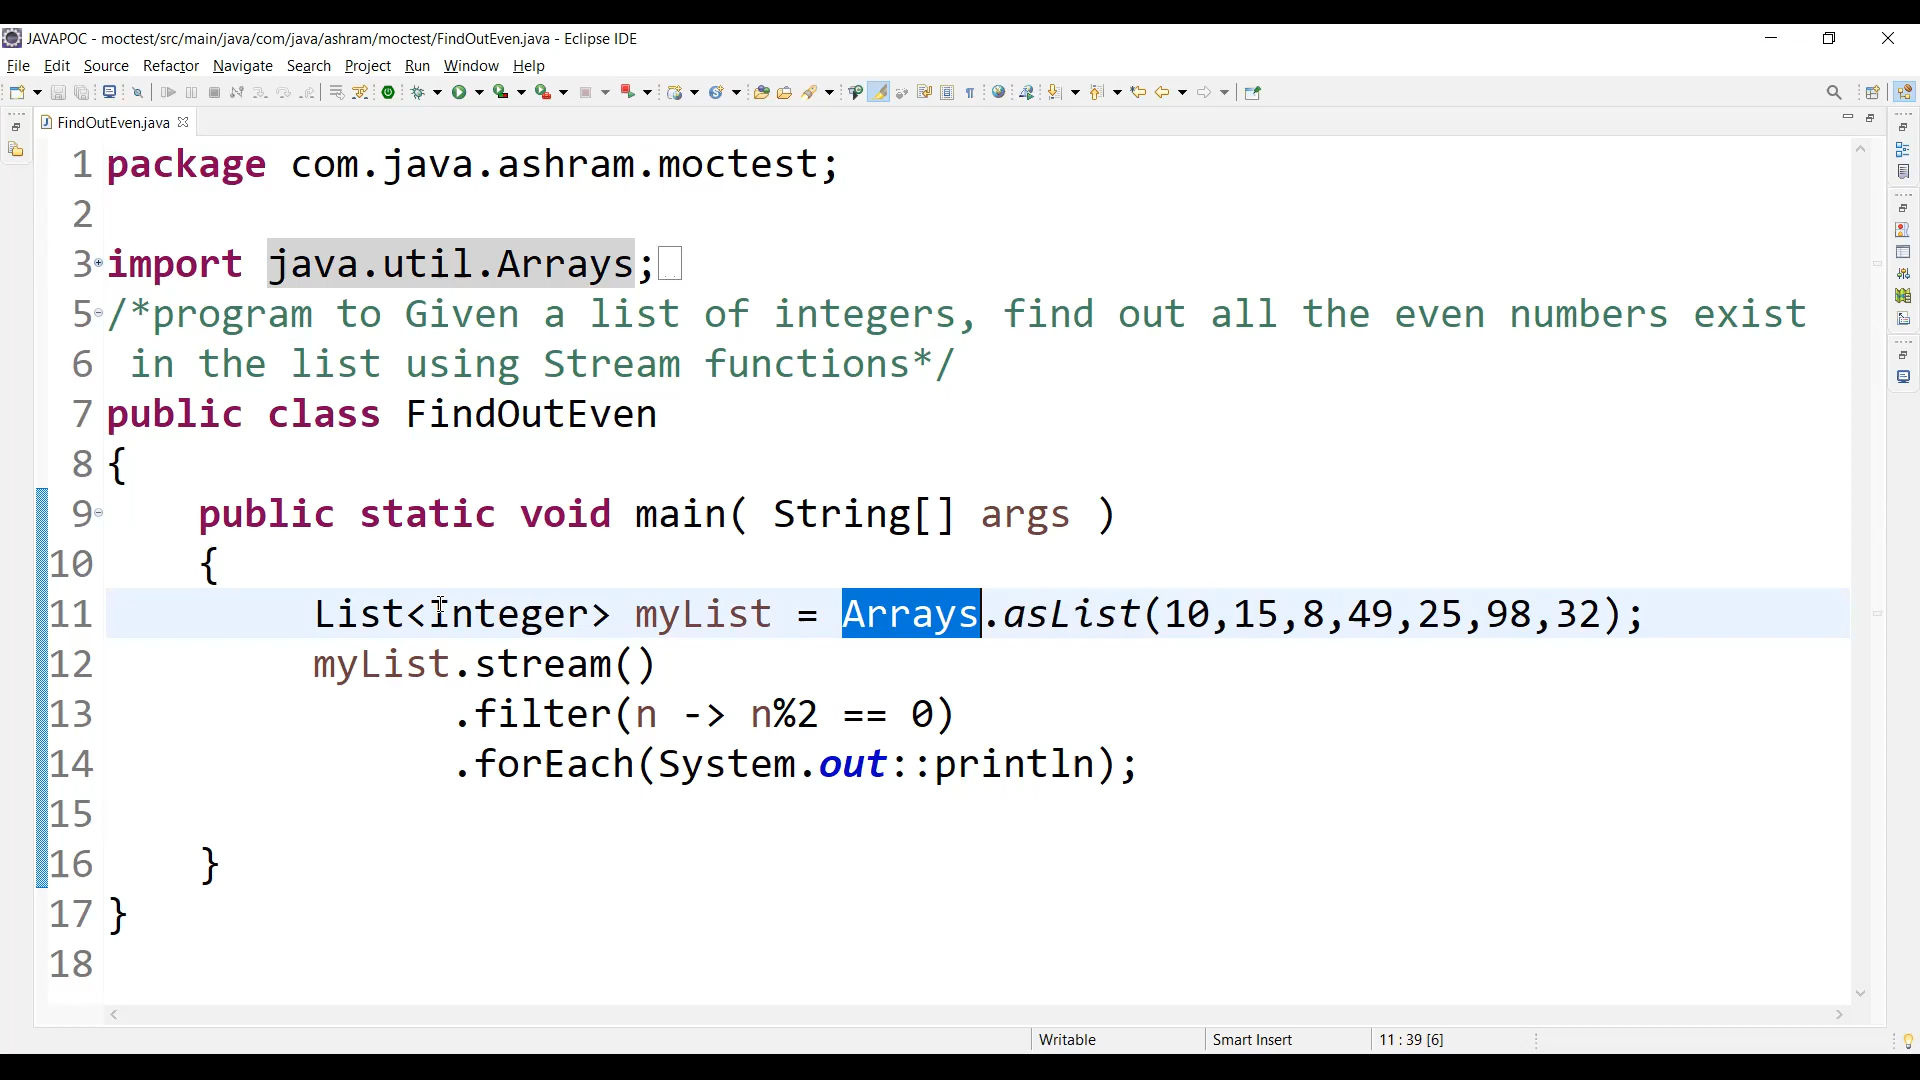 JAVAPOC - moctest/src/main/java/com/java/ashram/moctest/FindOutEven.java - Eclipse IDE
File Edit Source Refactor Navigate Search Project Run Window Help
FindOutEven.java
1 package com.java.ashram.moctest;
2
3 import java.util.Arrays;
5 /*program to Given a list of integers, find out all the even numbers exist
6 in the list using Stream functions*/
7 public class FindOutEven
8 {
9 public static void main( String[] args )
10 {
11 List<Integer> myList = Arrays.asList(10,15,8,49,25,98,32);
12 myList.stream()
13 .filter(n -> n%2 == 0)
14 .forEach(System.out::println);
15
16 }
17 }
18
Writable Smart Insert 11 : 39 [6]